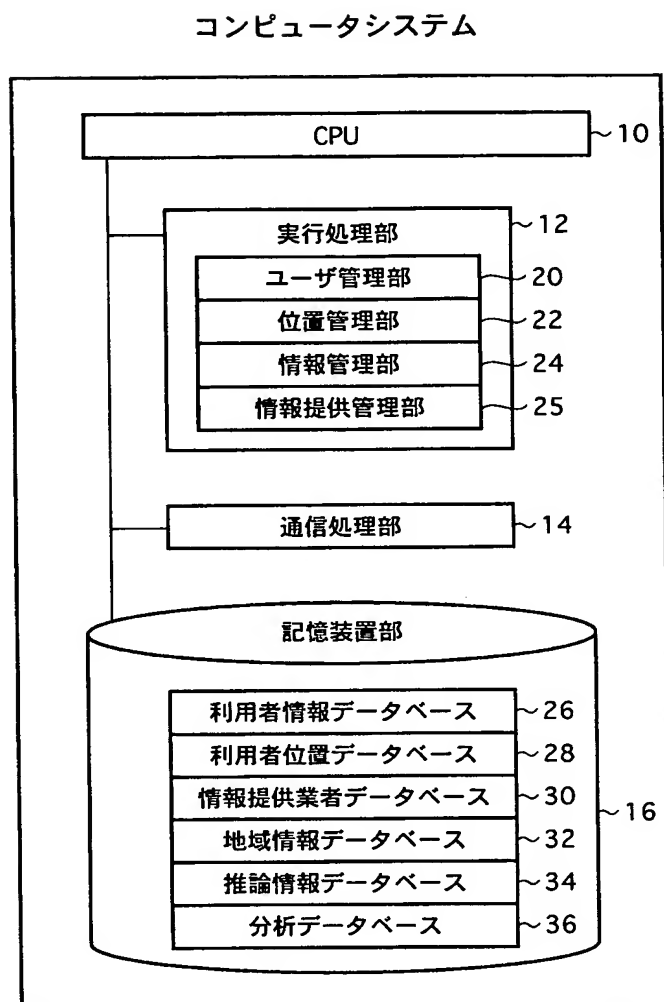 コンピュータシステム
CPU 10
実行処理部 12
ユーザ管理部 20
位置管理部 22
情報管理部 24
情報提供管理部 25
通信処理部 14
記憶装置部
利用者情報データベース 26
利用者位置データベース 28
情報提供業者データベース 30
16
地域情報データベース 32
推論情報データベース 34
分析データベース 36